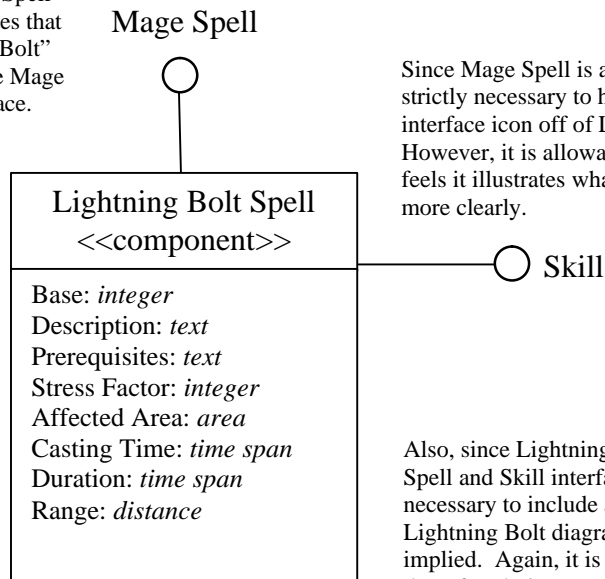 es that
Mage Spell
Bolt”
Mage
ace.
Since Mage Spell is a
strictly necessary to h
interface icon off of
However, it is allowa
feels it illustrates wha
more clearly.
Lightning Bolt Spell
<<component>>
Skill
Base: integer
Description: text
Prerequisites: text
Stress Factor: integer
Affected Area: area
Casting Time: time span
Duration: time span
Range: distance
Also, since Lightning
Spell and Skill interfa
necessary to include
Lightning Bolt diagra
implied. Again, it is